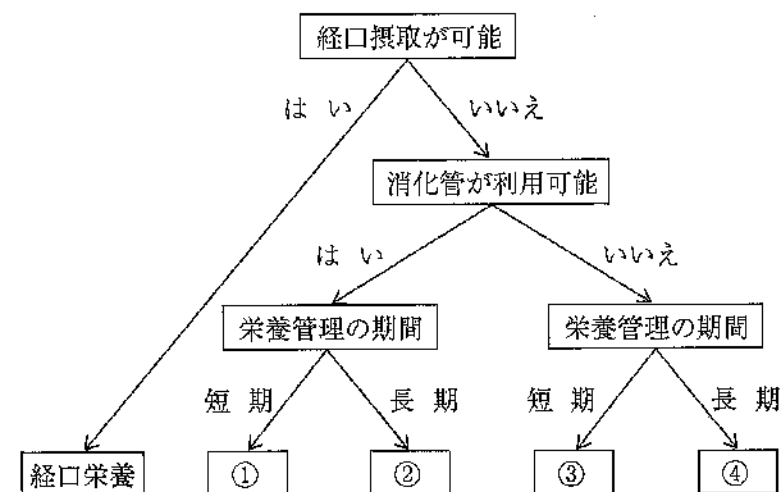 経口摂取が可能
は い
いいえ
消化管が利用可能
は い
いいえ
栄養管理の期間
栄養管理の期間
短 期
長 期
短 期
長 期
経口栄養
①
②
③
④